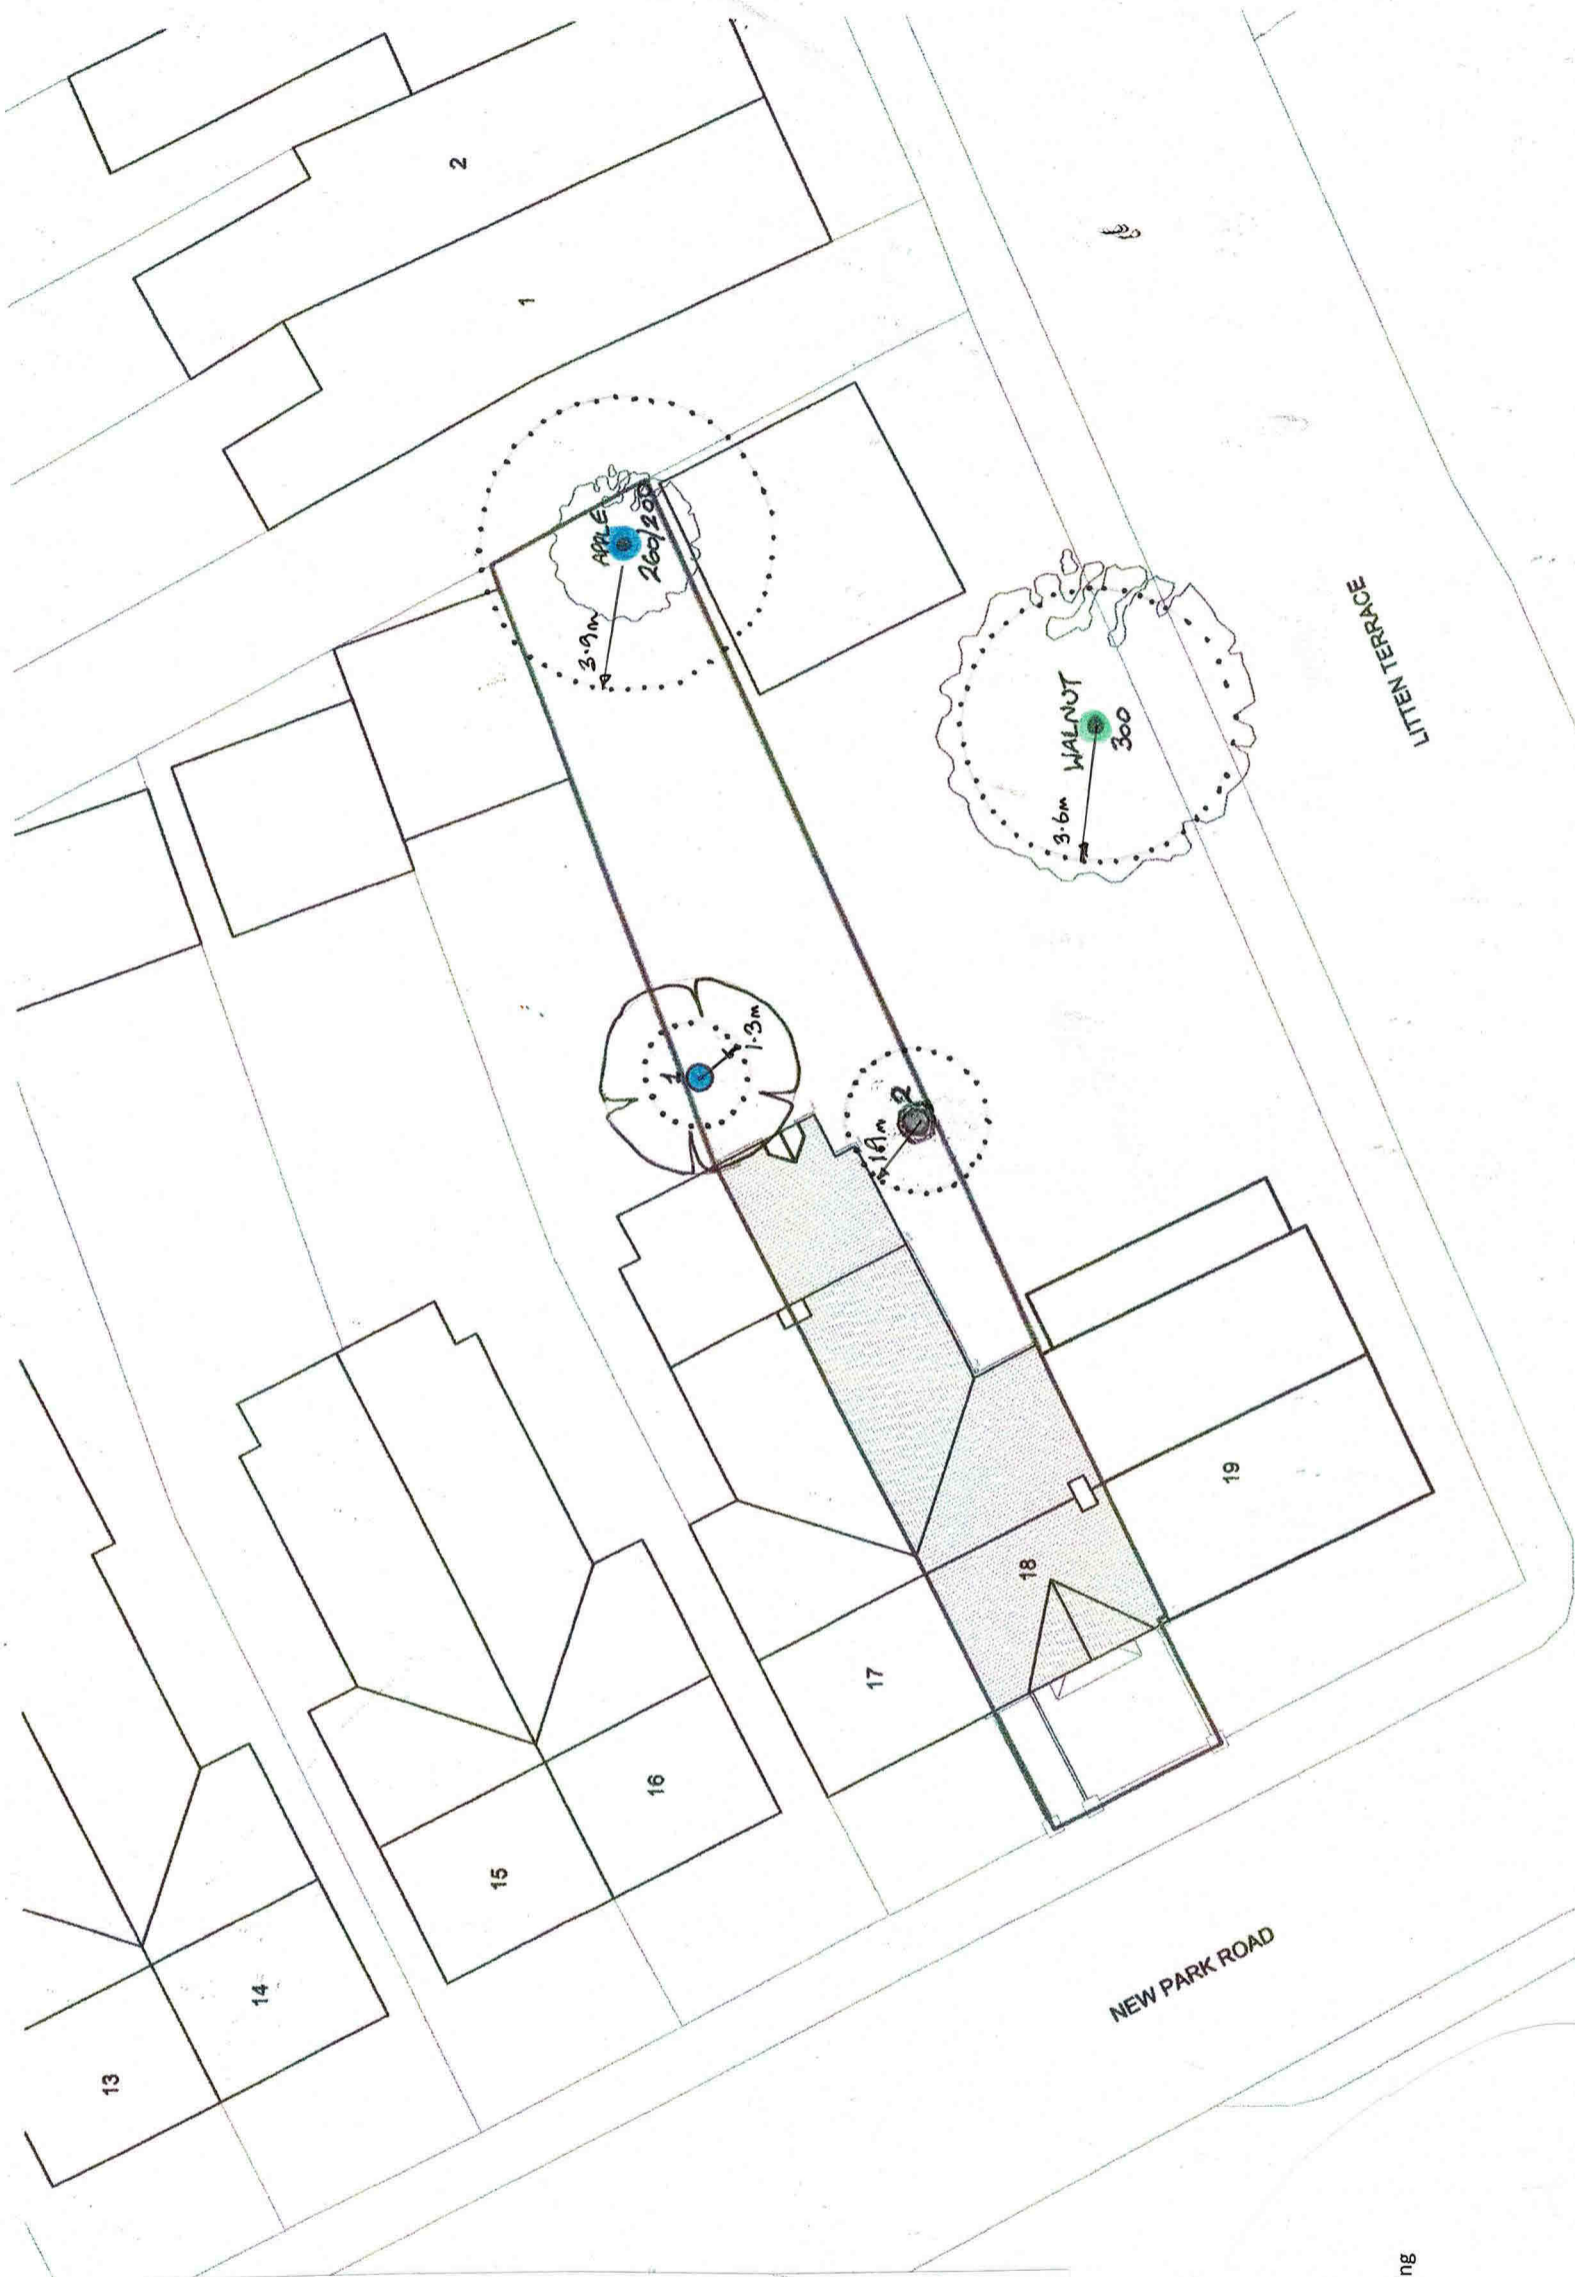 2
1
APPLE
260/200
3.9m
WALNUT
300
3.6m
LITTEN TERRACE
1
1.3m
2
1.9m
19
18
17
16
15
14
13
NEW PARK ROAD
ng